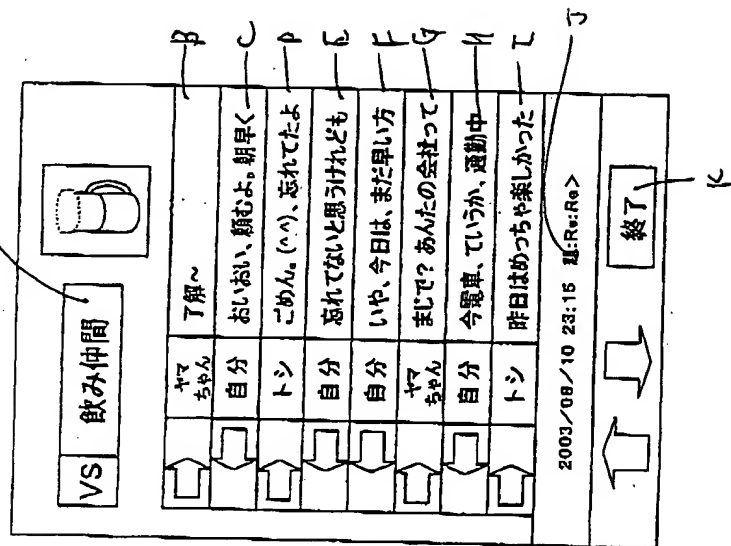 VS 飲み仲間
ヤマちゃん 了解～ B
自分 おいおい、頼むよ。朝早く C
トシ ごめん。(^^)、忘れてたよ D
自分 忘れてないと思うけれども E
自分 いや、今日は、まだ早い方 F
ヤマちゃん まじで？あんたの会社って G
自分 今電車、ていうか、通勤中 H
トシ 昨日はめっちゃ楽しかった I
2003/08/10 23:15 題:Re:Re> J
終了 K